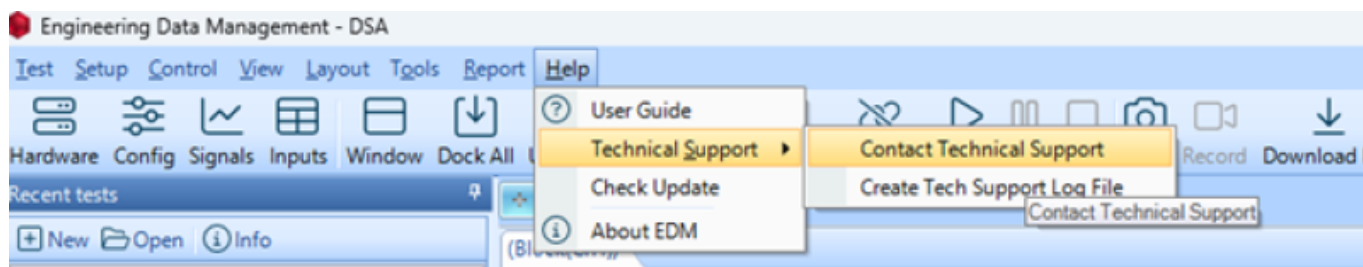 Engineering Data Management - DSA
Test Setup Control View Layout Tools Report Help
User Guide
Hardware Config Signals Inputs Window Dock All Technical Support Contact Technical Support Record Download
Recent tests Check Update Create Tech Support Log File
Contact Technical Support
New Open Info About EDM